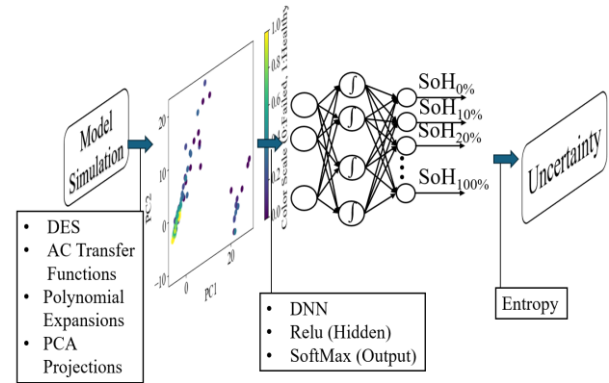 Model
Simulation
• DES
• AC Transfer
Functions
• Polynomial
Expansions
• PCA
Projections
PC2
20
10
0
−10
0
20
PC1
1.0
0.8
0.6
0.4
0.2
0.0
Color Scale (0:Failed, 1:Healthy
∫
∫
∫
∫
SoH0%
SoH10%
SoH20%
SoH100%
• DNN
• Relu (Hidden)
• SoftMax (Output)
Entropy
Uncertainty